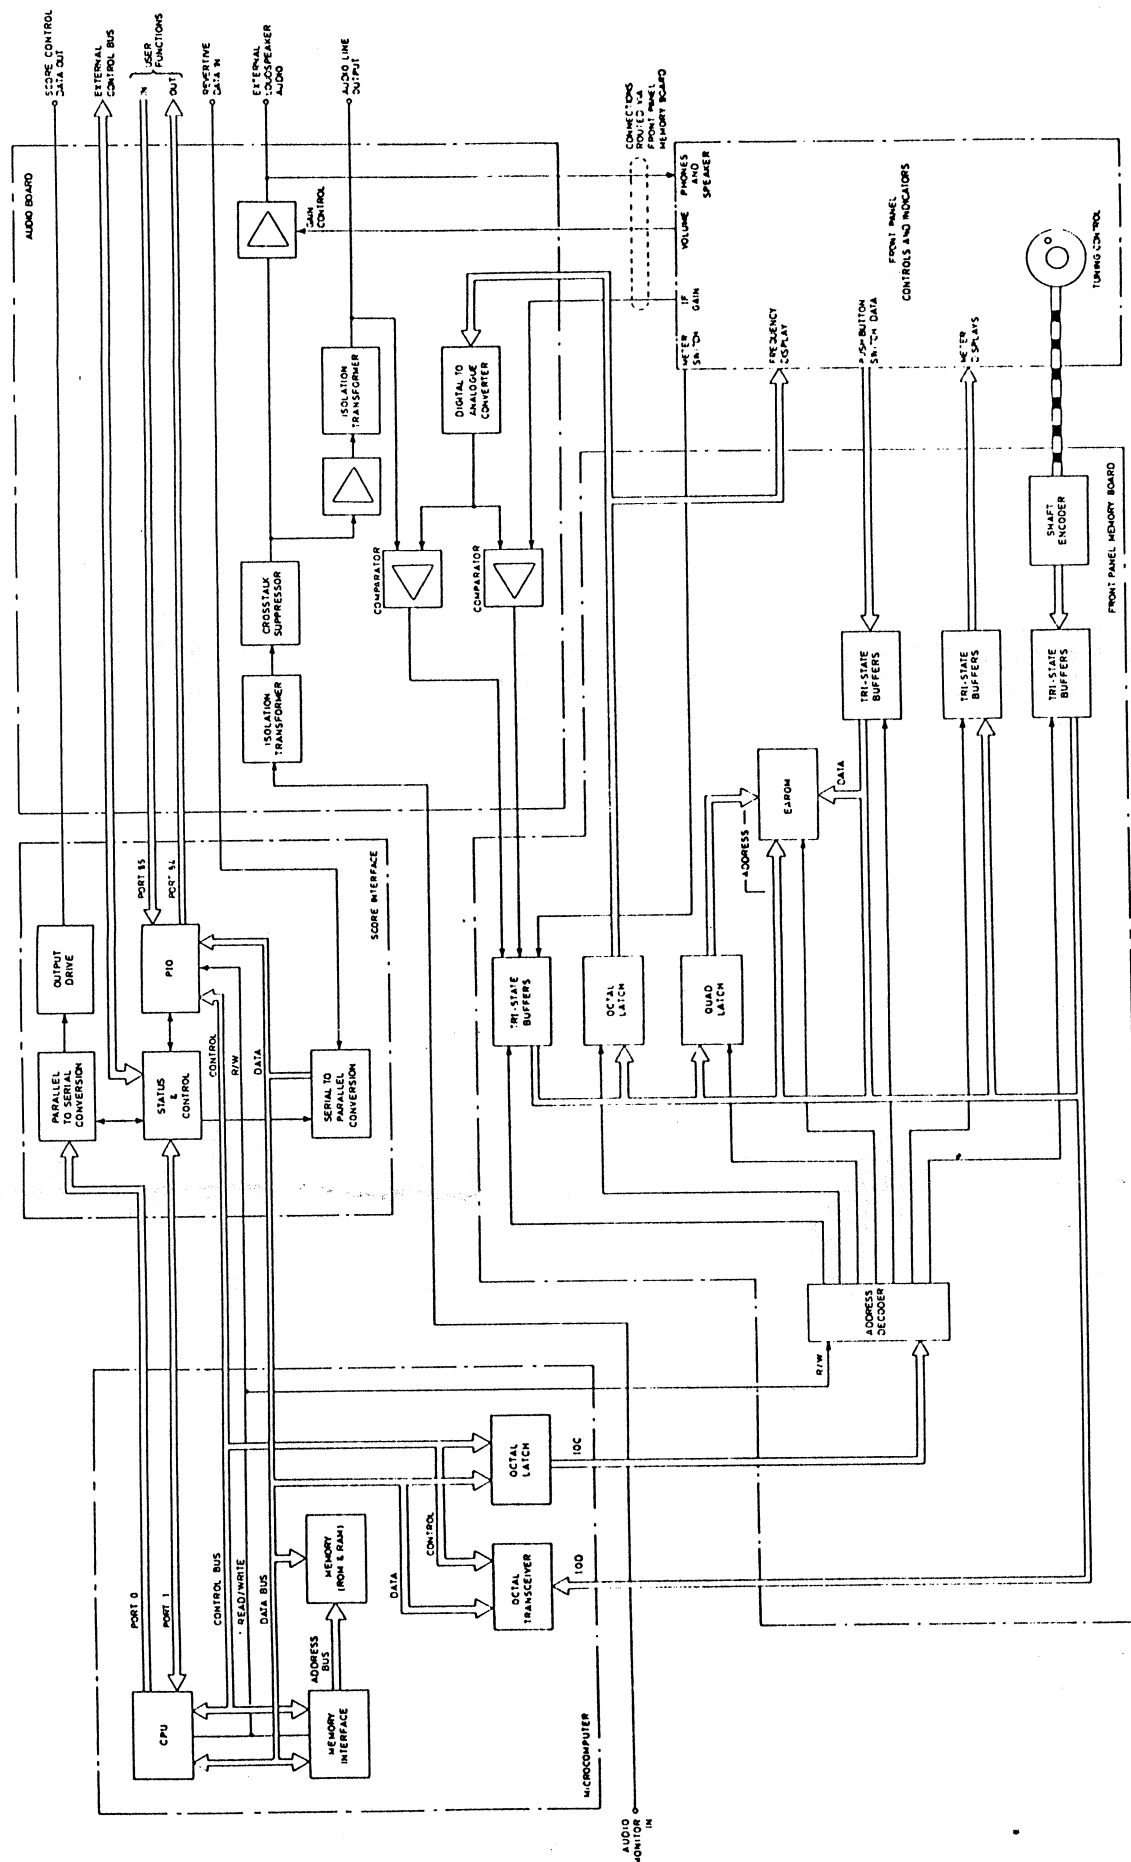 SCORE CONTROL
DATA OUT
EXTERNAL
CONTROL BUS
USER
FUNCTIONS
IN
OUT
REVERTIVE
DATA IN
EXTERNAL
LOUDSPEAKER
AUDIO
AUDIO LINE
OUTPUT
AUDIO BOARD
GAIN
CONTROL
ISOLATION
TRANSFORMER
DIGITAL TO
ANALOGUE
CONVERTER
COMPARATOR
COMPARATOR
CROSSTALK
SUPPRESSOR
ISOLATION
TRANSFORMER
CONNECTIONS
ROUTED VIA
FRONT PANEL
MEMORY BOARD
PHONES
AND
SPEAKER
VOLUME
IF
GAIN
METER
SWITCH
FREQUENCY
DISPLAY
PUSHBUTTON
SWITCH DATA
METER
DISPLAYS
FRONT PANEL
CONTROLS AND INDICATORS
TUNING CONTROL
SHAFT
ENCODER
FRONT PANEL MEMORY BOARD
TRI-STATE
BUFFERS
TRI-STATE
BUFFERS
TRI-STATE
BUFFERS
EAROM
DATA
ADDRESS
TRI-STATE
BUFFERS
OCTAL
LATCH
QUAD
LATCH
ADDRESS
DECODER
R/W
OUTPUT
DRIVE
PORT
PORT
PIO
SCORE INTERFACE
PARALLEL
TO SERIAL
CONVERSION
STATUS
&
CONTROL
CONTROL
R/W
DATA
SERIAL TO
PARALLEL
CONVERSION
PORT 0
PORT 1
CONTROL BUS
READ/WRITE
DATA BUS
CPU
MEMORY
INTERFACE
ADDRESS
BUS
MEMORY
(ROM & RAM)
DATA
CONTROL
OCTAL
LATCH
IOC
OCTAL
TRANSCEIVER
IOD
MICROCOMPUTER
AUDIO
MONITOR
IN